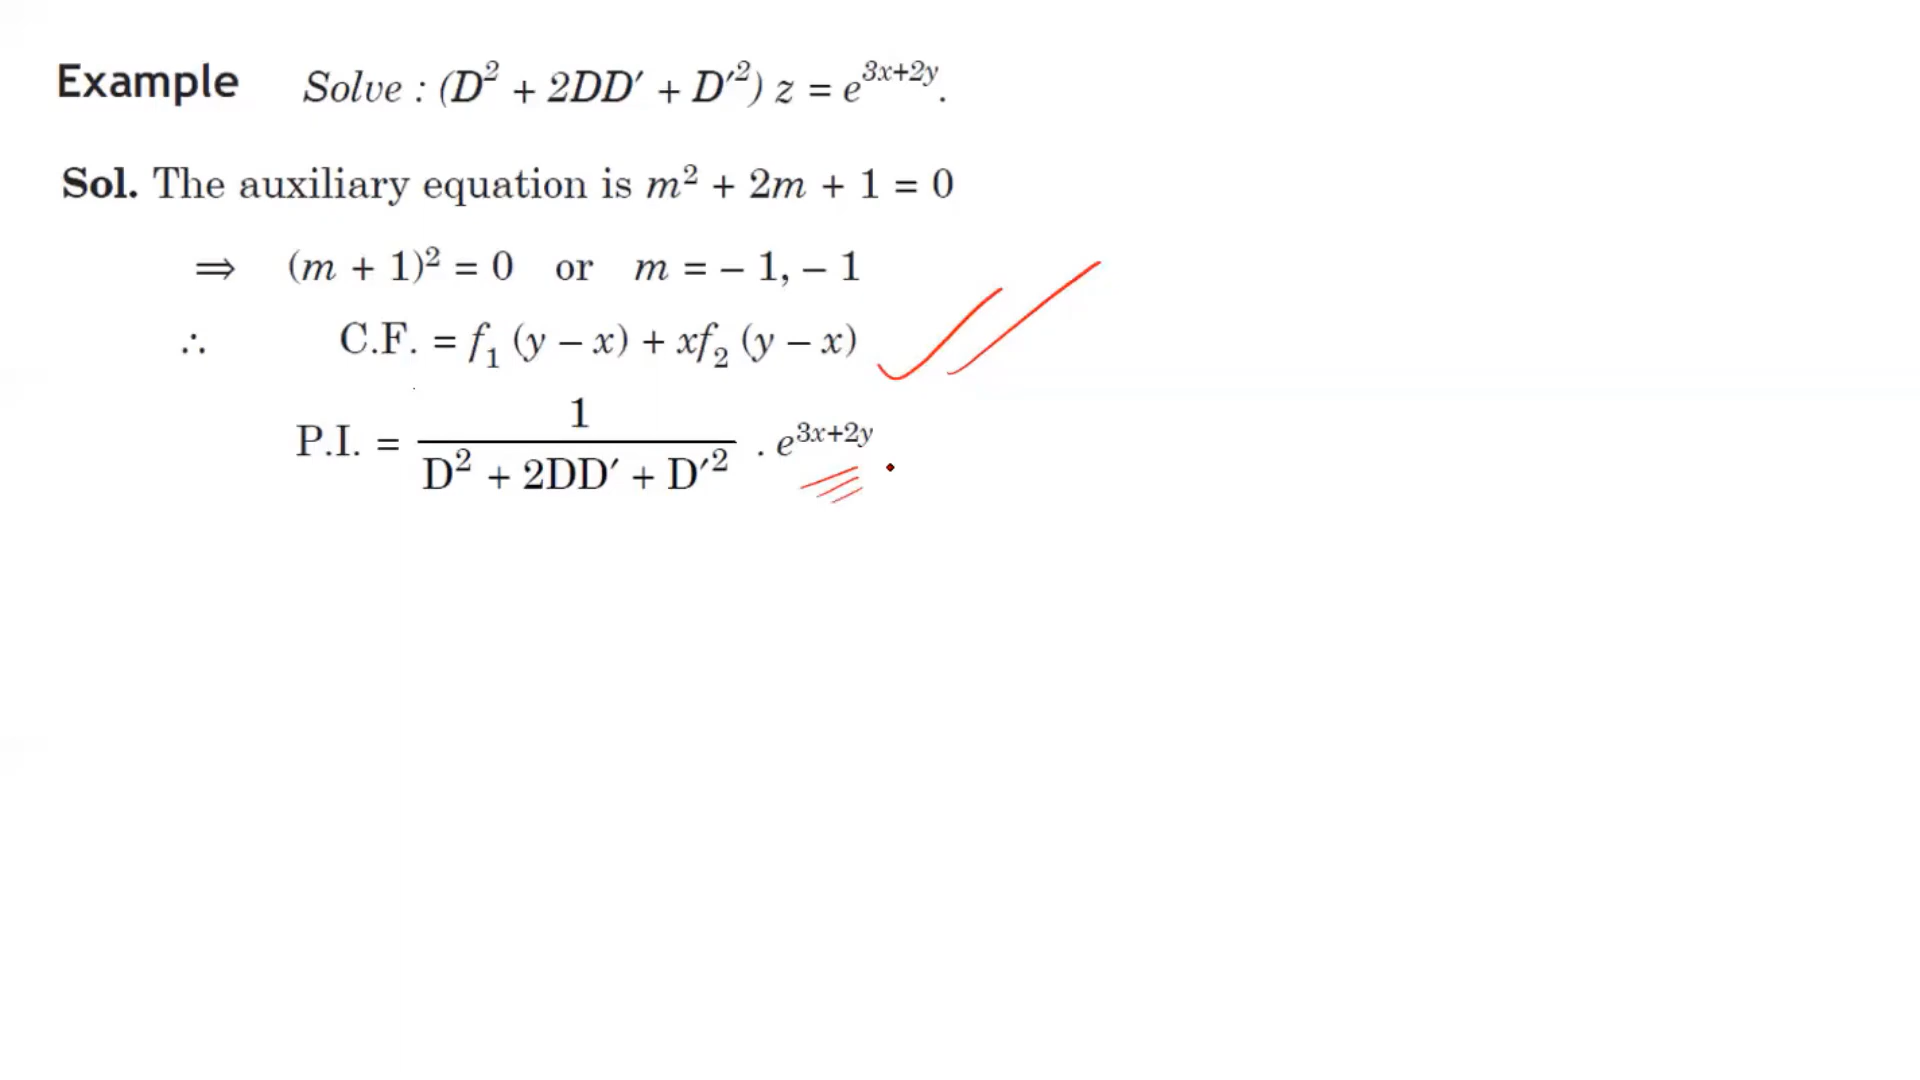 Example Solve : (D² + 2DD′ + D′²) z = e^{3x+2y}.
Sol. The auxiliary equation is m² + 2m + 1 = 0
⇒ (m + 1)² = 0 or m = – 1, – 1
∴ C.F. = f₁ (y – x) + xf₂ (y – x)
P.I. = \frac{1}{D² + 2DD′ + D′²} . e^{3x+2y}